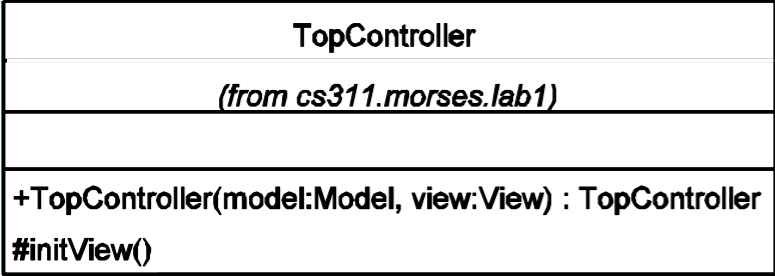 TopController
(from cs311.morses.lab1)
+TopController(model:Model, view:View) : TopController
#initView()